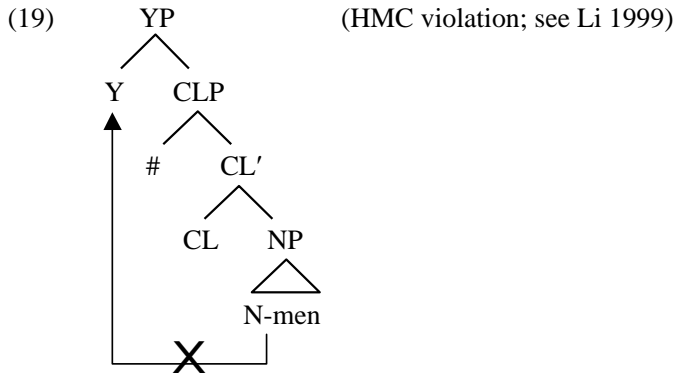 (19) YP (HMC violation; see Li 1999)
Y CLP
# CL′
CL NP
N-men
X